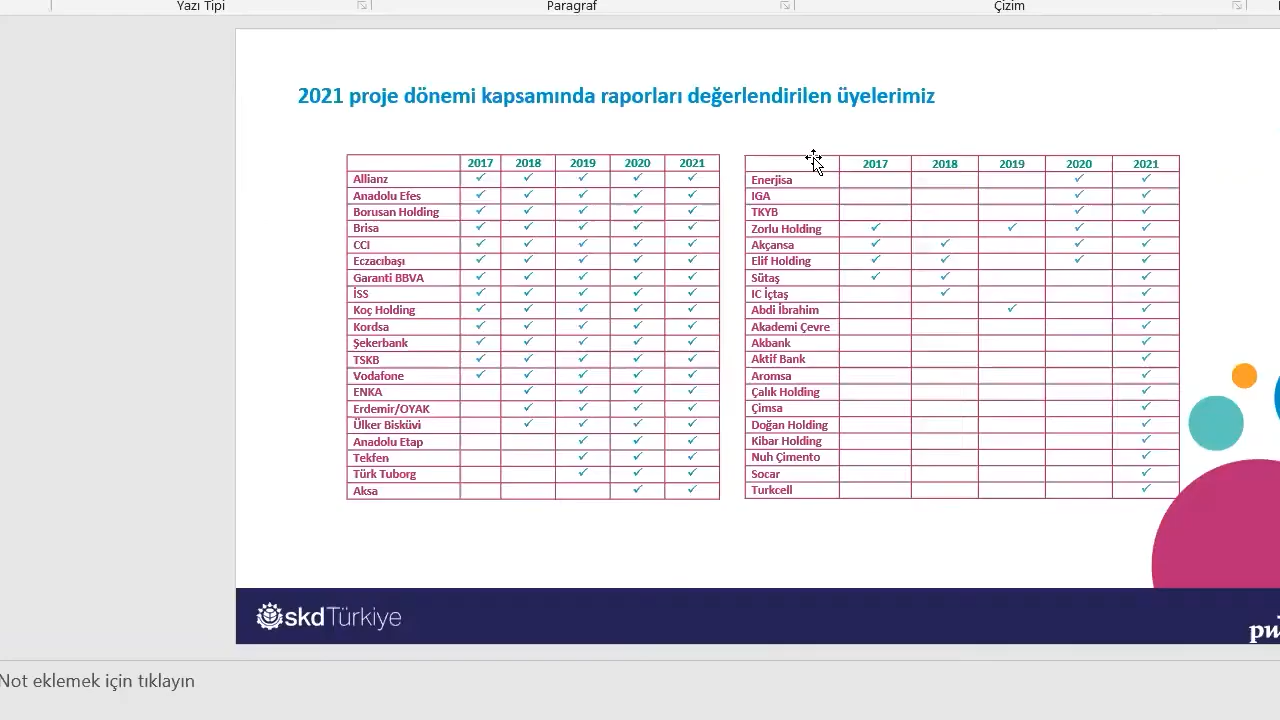 Yazı Tipi Paragraf Çizim
2021 proje dönemi kapsamında raporları değerlendirilen üyelerimiz
2017 2018 2019 2020 2021
Allianz ✓ ✓ ✓ ✓ ✓
Anadolu Efes ✓ ✓ ✓ ✓ ✓
Borusan Holding ✓ ✓ ✓ ✓ ✓
Brisa ✓ ✓ ✓ ✓ ✓
CCI ✓ ✓ ✓ ✓ ✓
Eczacıbaşı ✓ ✓ ✓ ✓ ✓
Garanti BBVA ✓ ✓ ✓ ✓ ✓
İSS ✓ ✓ ✓ ✓ ✓
Koç Holding ✓ ✓ ✓ ✓ ✓
Kordsa ✓ ✓ ✓ ✓ ✓
Şekerbank ✓ ✓ ✓ ✓ ✓
TSKB ✓ ✓ ✓ ✓ ✓
Vodafone ✓ ✓ ✓ ✓ ✓
ENKA ✓ ✓ ✓ ✓
Erdemir/OYAK ✓ ✓ ✓ ✓
Ülker Bisküvi ✓ ✓ ✓ ✓
Anadolu Etap ✓ ✓ ✓
Tekfen ✓ ✓ ✓
Türk Tuborg ✓ ✓ ✓
Aksa ✓ ✓
2017 2018 2019 2020 2021
Enerjisa ✓ ✓
IGA ✓ ✓
TKYB ✓ ✓
Zorlu Holding ✓ ✓ ✓ ✓
Akçansa ✓ ✓ ✓ ✓
Elif Holding ✓ ✓ ✓ ✓
Sütaş ✓ ✓ ✓
IC İçtaş ✓ ✓
Abdi İbrahim ✓ ✓
Akademi Çevre ✓
Akbank ✓
Aktif Bank ✓
Aromsa ✓
Çalık Holding ✓
Çimsa ✓
Doğan Holding ✓
Kibar Holding ✓
Nuh Çimento ✓
Socar ✓
Turkcell ✓
skdTürkiye
Not eklemek için tıklayın